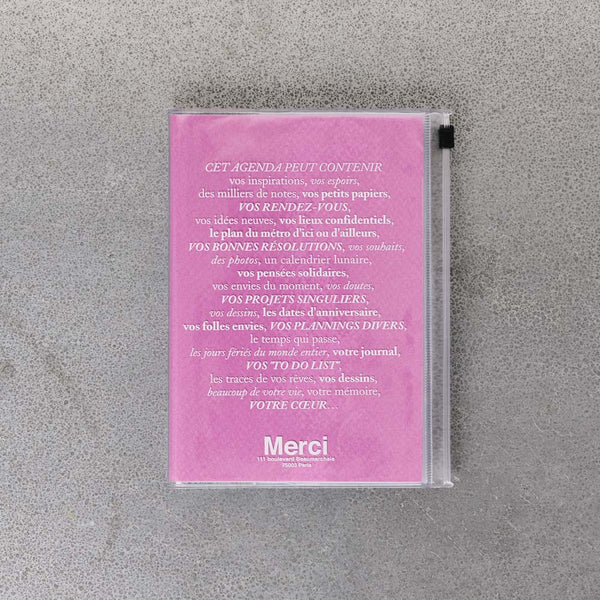 CET AGENDA PEUT CONTENIR
vos inspirations, vos espoirs,
des milliers de notes, vos petits papiers,
VOS RENDEZ-VOUS,
vos idées neuves, vos lieux confidentiels,
le plan du métro d'ici ou d'ailleurs,
VOS BONNES RÉSOLUTIONS, vos souhaits,
des photos, un calendrier lunaire,
vos pensées solidaires,
vos envies du moment, vos doutes,
VOS PROJETS SINGULIERS,
vos dessins, les dates d'anniversaire,
vos folles envies, VOS PLANNINGS DIVERS,
le temps qui passe,
les jours fériés du monde entier, votre journal,
VOS "TO DO LIST",
les traces de vos rêves, vos dessins,
beaucoup de votre vie, votre mémoire,
VOTRE CŒUR...
Merci
111 boulevard Beaumarchais
75003 Paris